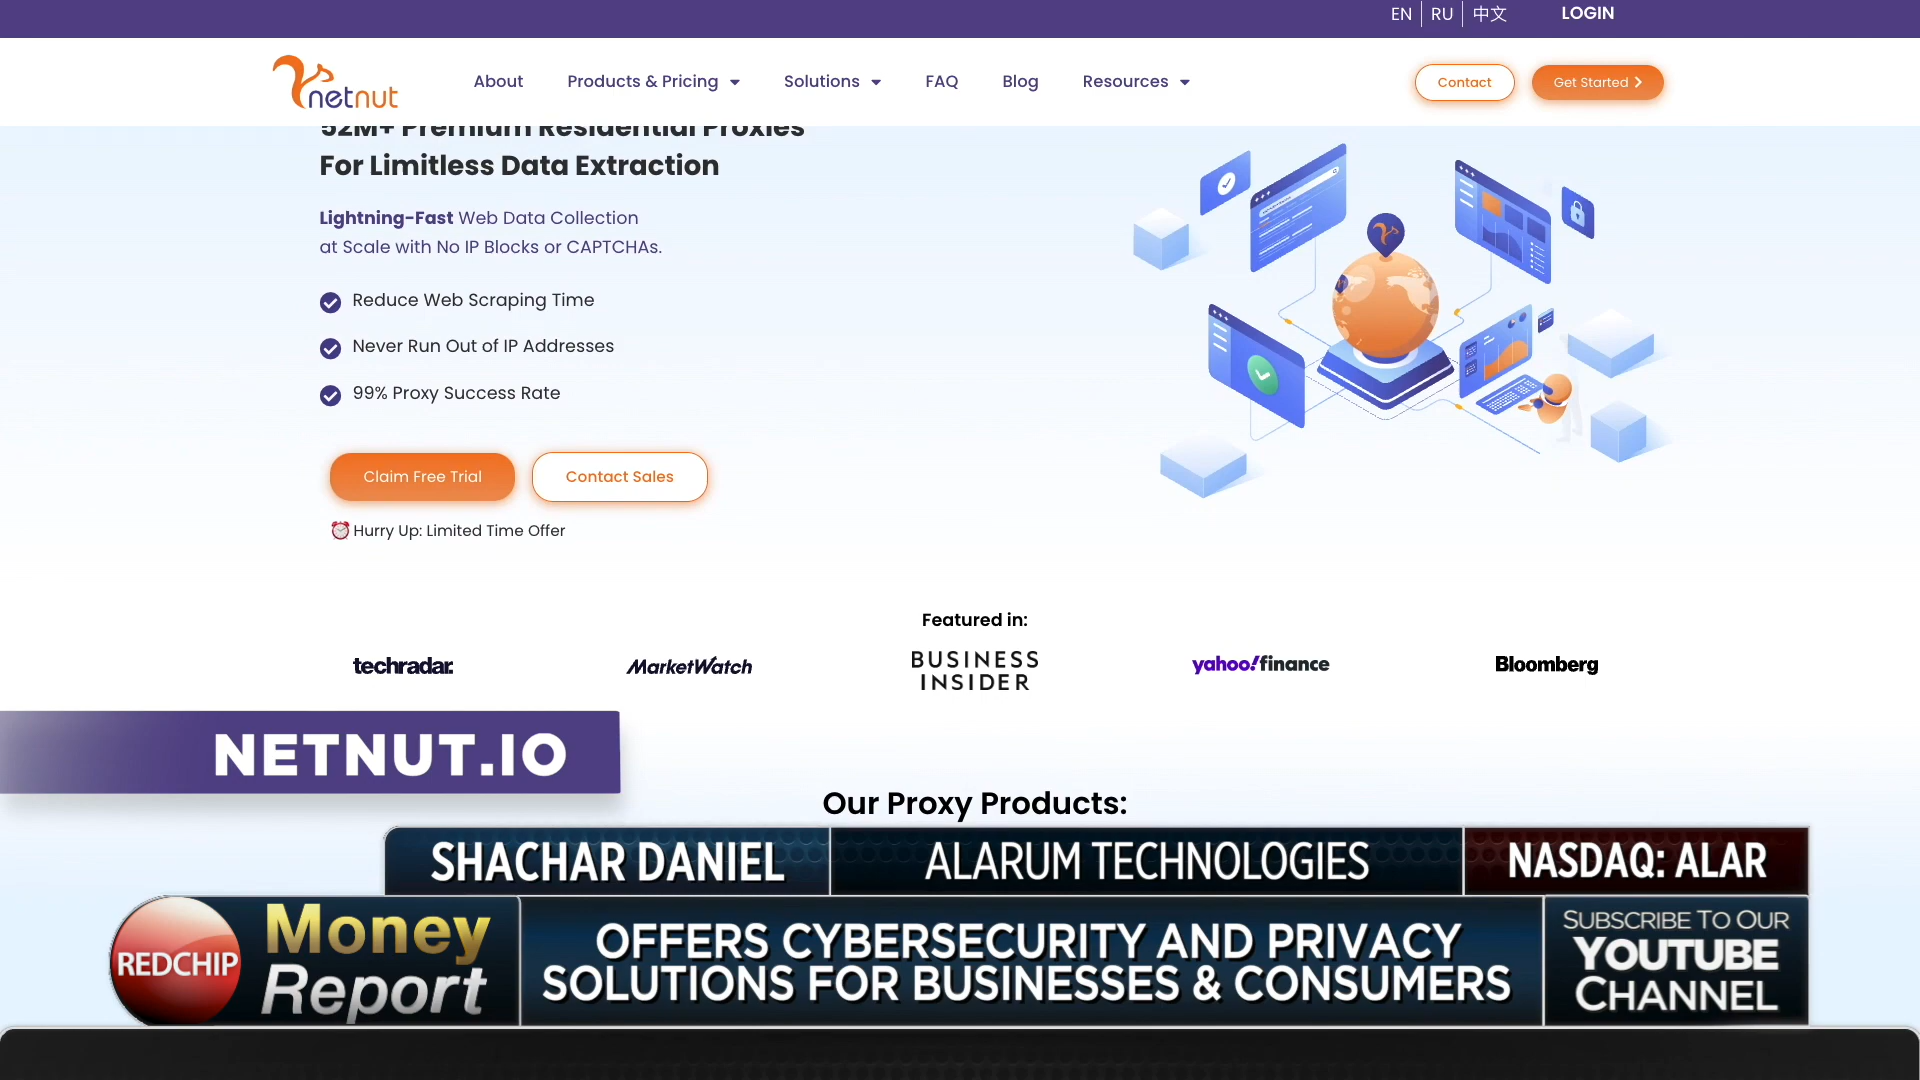 EN RU 中文 LOGIN
netnut
About Products & Pricing Solutions FAQ Blog Resources Contact Get Started
52M+ Premium Residential Proxies
For Limitless Data Extraction
Lightning-Fast Web Data Collection
at Scale with No IP Blocks or CAPTCHAs.
Reduce Web Scraping Time
Never Run Out of IP Addresses
99% Proxy Success Rate
Claim Free Trial Contact Sales
Hurry Up: Limited Time Offer
Featured in:
techradar. MarketWatch BUSINESS INSIDER yahoo!finance Bloomberg
NETNUT.IO
Our Proxy Products:
SHACHAR DANIEL ALARUM TECHNOLOGIES NASDAQ: ALAR
REDCHIP Money Report
OFFERS CYBERSECURITY AND PRIVACY
SOLUTIONS FOR BUSINESSES & CONSUMERS
SUBSCRIBE TO OUR
YOUTUBE
CHANNEL